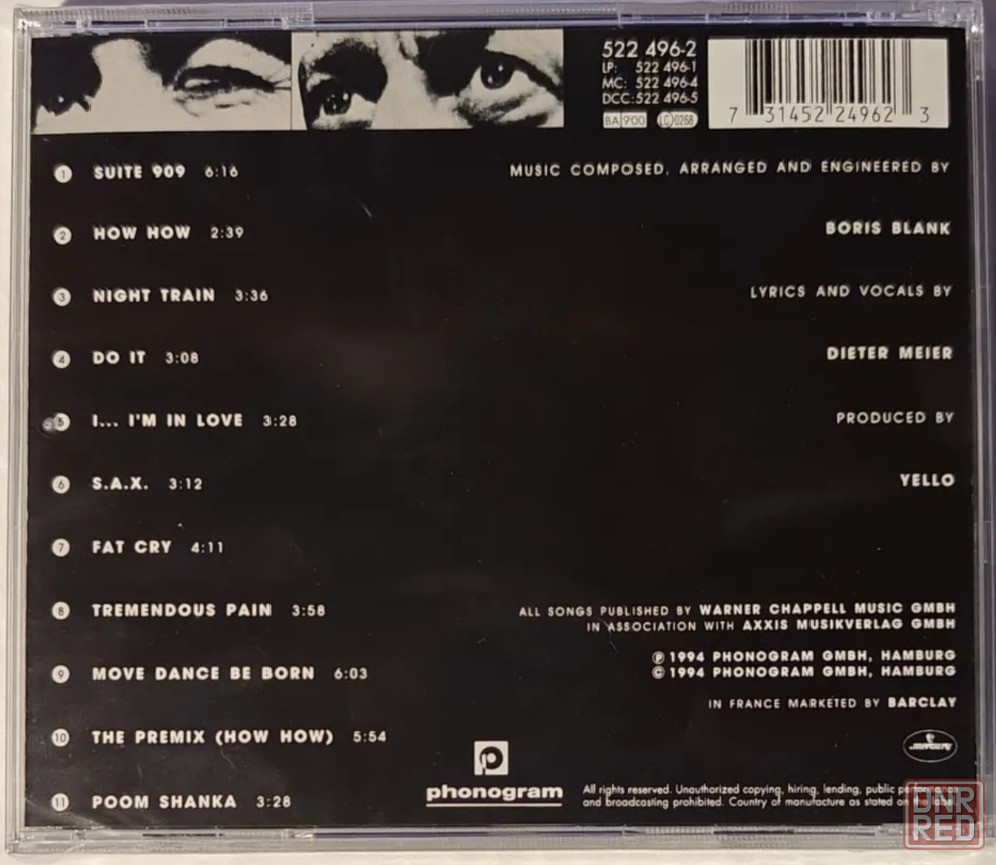 522 496-2
LP: 522 496-1
MC: 522 496-4
DCC: 522 496-5
BA 900 LC 0268
7 31452 24962 3
1 SUITE 909 6:16
MUSIC COMPOSED, ARRANGED AND ENGINEERED BY
2 HOW HOW 2:39
BORIS BLANK
3 NIGHT TRAIN 3:36
LYRICS AND VOCALS BY
4 DO IT 3:08
DIETER MEIER
5 I... I'M IN LOVE 3:28
PRODUCED BY
6 S.A.X. 3:12
YELLO
7 FAT CRY 4:11
8 TREMENDOUS PAIN 3:58
ALL SONGS PUBLISHED BY WARNER CHAPPELL MUSIC GMBH
IN ASSOCIATION WITH AXXIS MUSIKVERLAG GMBH
℗ 1994 PHONOGRAM GMBH, HAMBURG
© 1994 PHONOGRAM GMBH, HAMBURG
9 MOVE DANCE BE BORN 6:03
IN FRANCE MARKETED BY BARCLAY
10 THE PREMIX (HOW HOW) 5:54
mercury
11 POOM SHANKA 3:28
phonogram
All rights reserved. Unauthorized copying, hiring, lending, public performance
and broadcasting prohibited. Country of manufacture as stated on the label.
DNR
RED